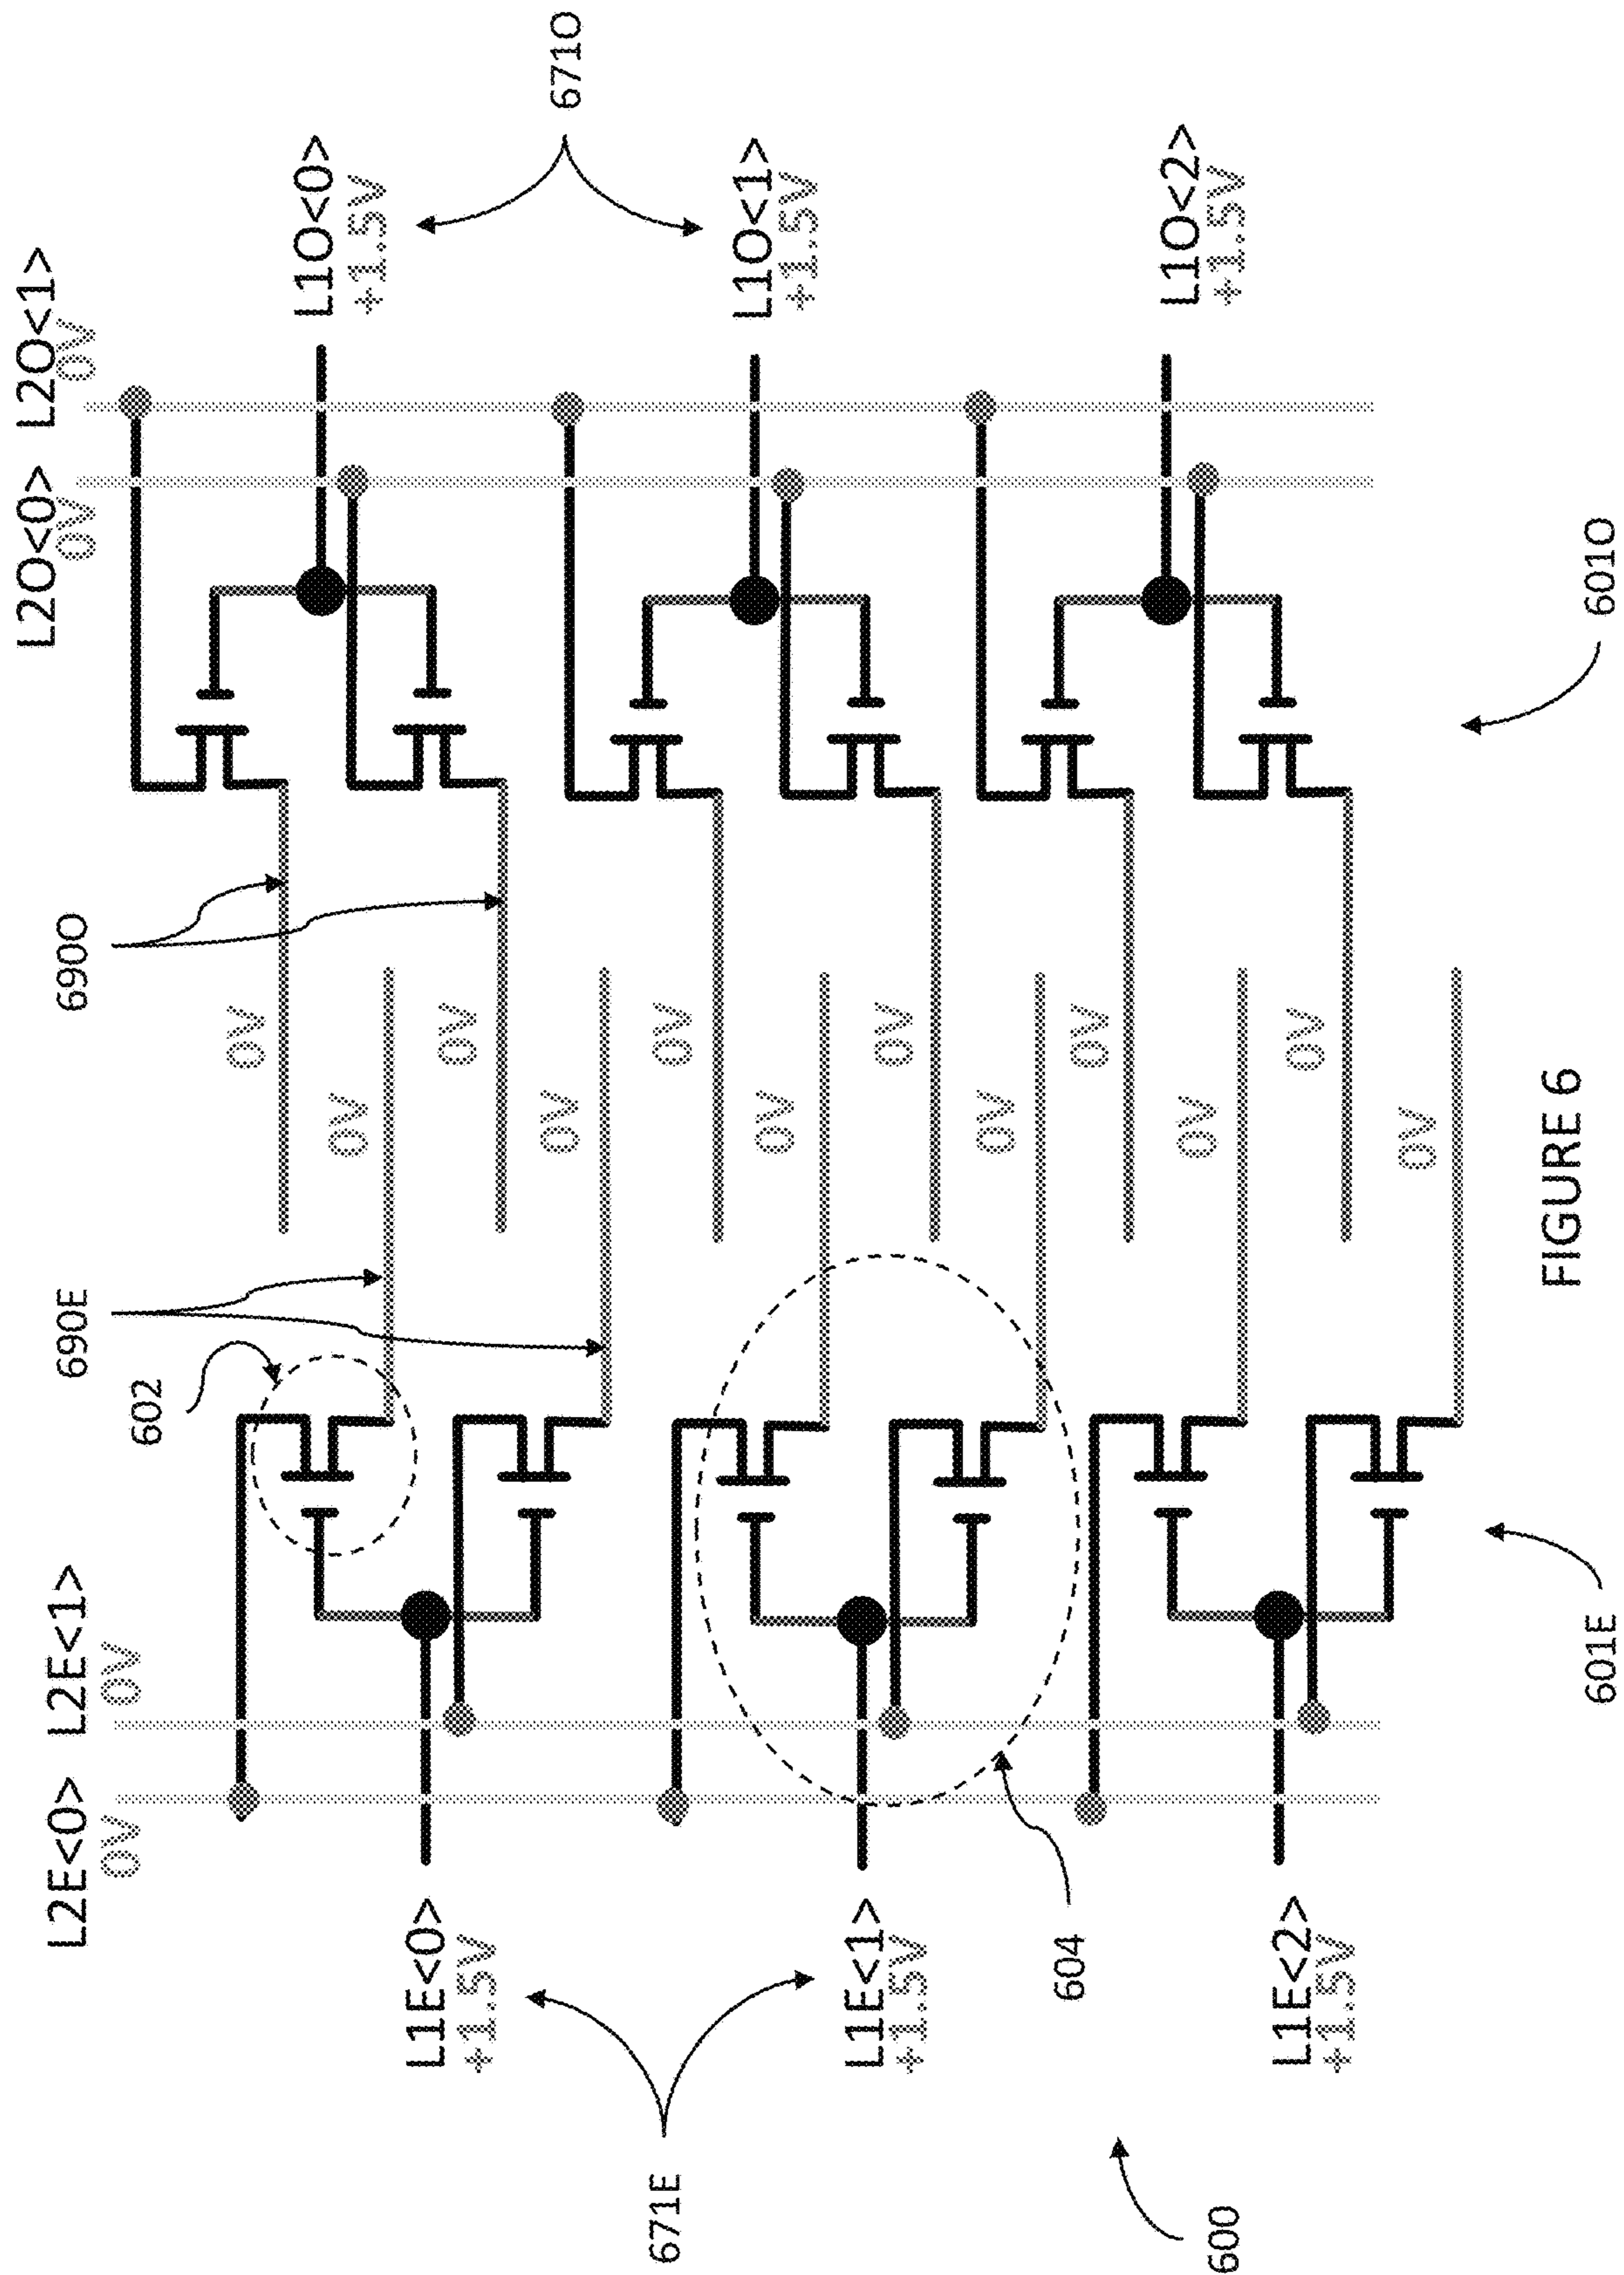 L2E<0> L2E<1>
0V 0V
L2O<0> L2O<1>
0V 0V
602
690E
690O
671O
L1E<0>
+1.5V
L1E<1>
+1.5V
L1E<2>
+1.5V
L1O<0>
+1.5V
L1O<1>
+1.5V
L1O<2>
+1.5V
0V
0V
0V
0V
0V
0V
0V
0V
0V
0V
0V
0V
671E
604
600
601E
601O
FIGURE 6